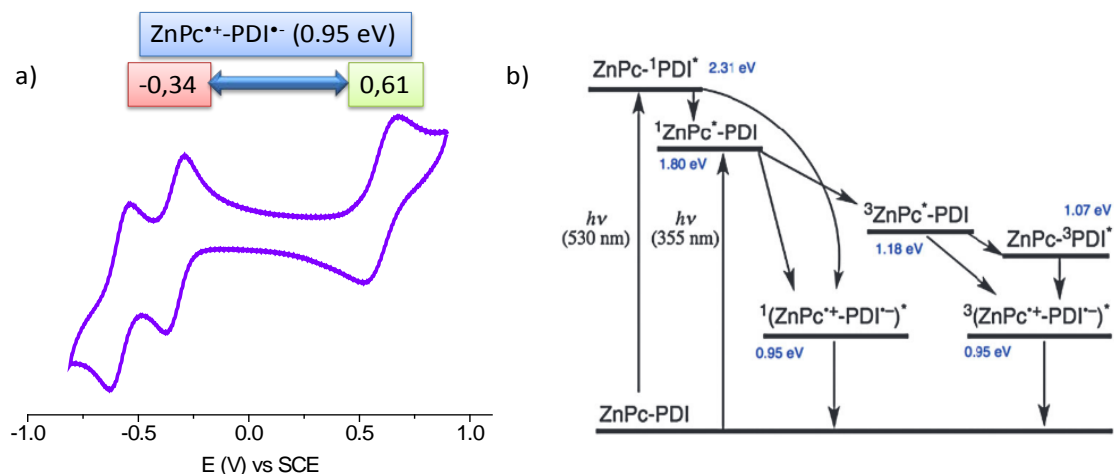 ZnPc•+-PDI•- (0.95 eV)
a)
-0,34
0,61
-1.0
-0.5
0.0
0.5
1.0
E (V) vs SCE
b)
ZnPc-¹PDI*
2.31 eV
¹ZnPc*-PDI
1.80 eV
hν
(530 nm)
hν
(355 nm)
³ZnPc*-PDI
1.18 eV
1.07 eV
ZnPc-³PDI*
¹(ZnPc•+-PDI•−)*
0.95 eV
³(ZnPc•+-PDI•−)*
0.95 eV
ZnPc-PDI